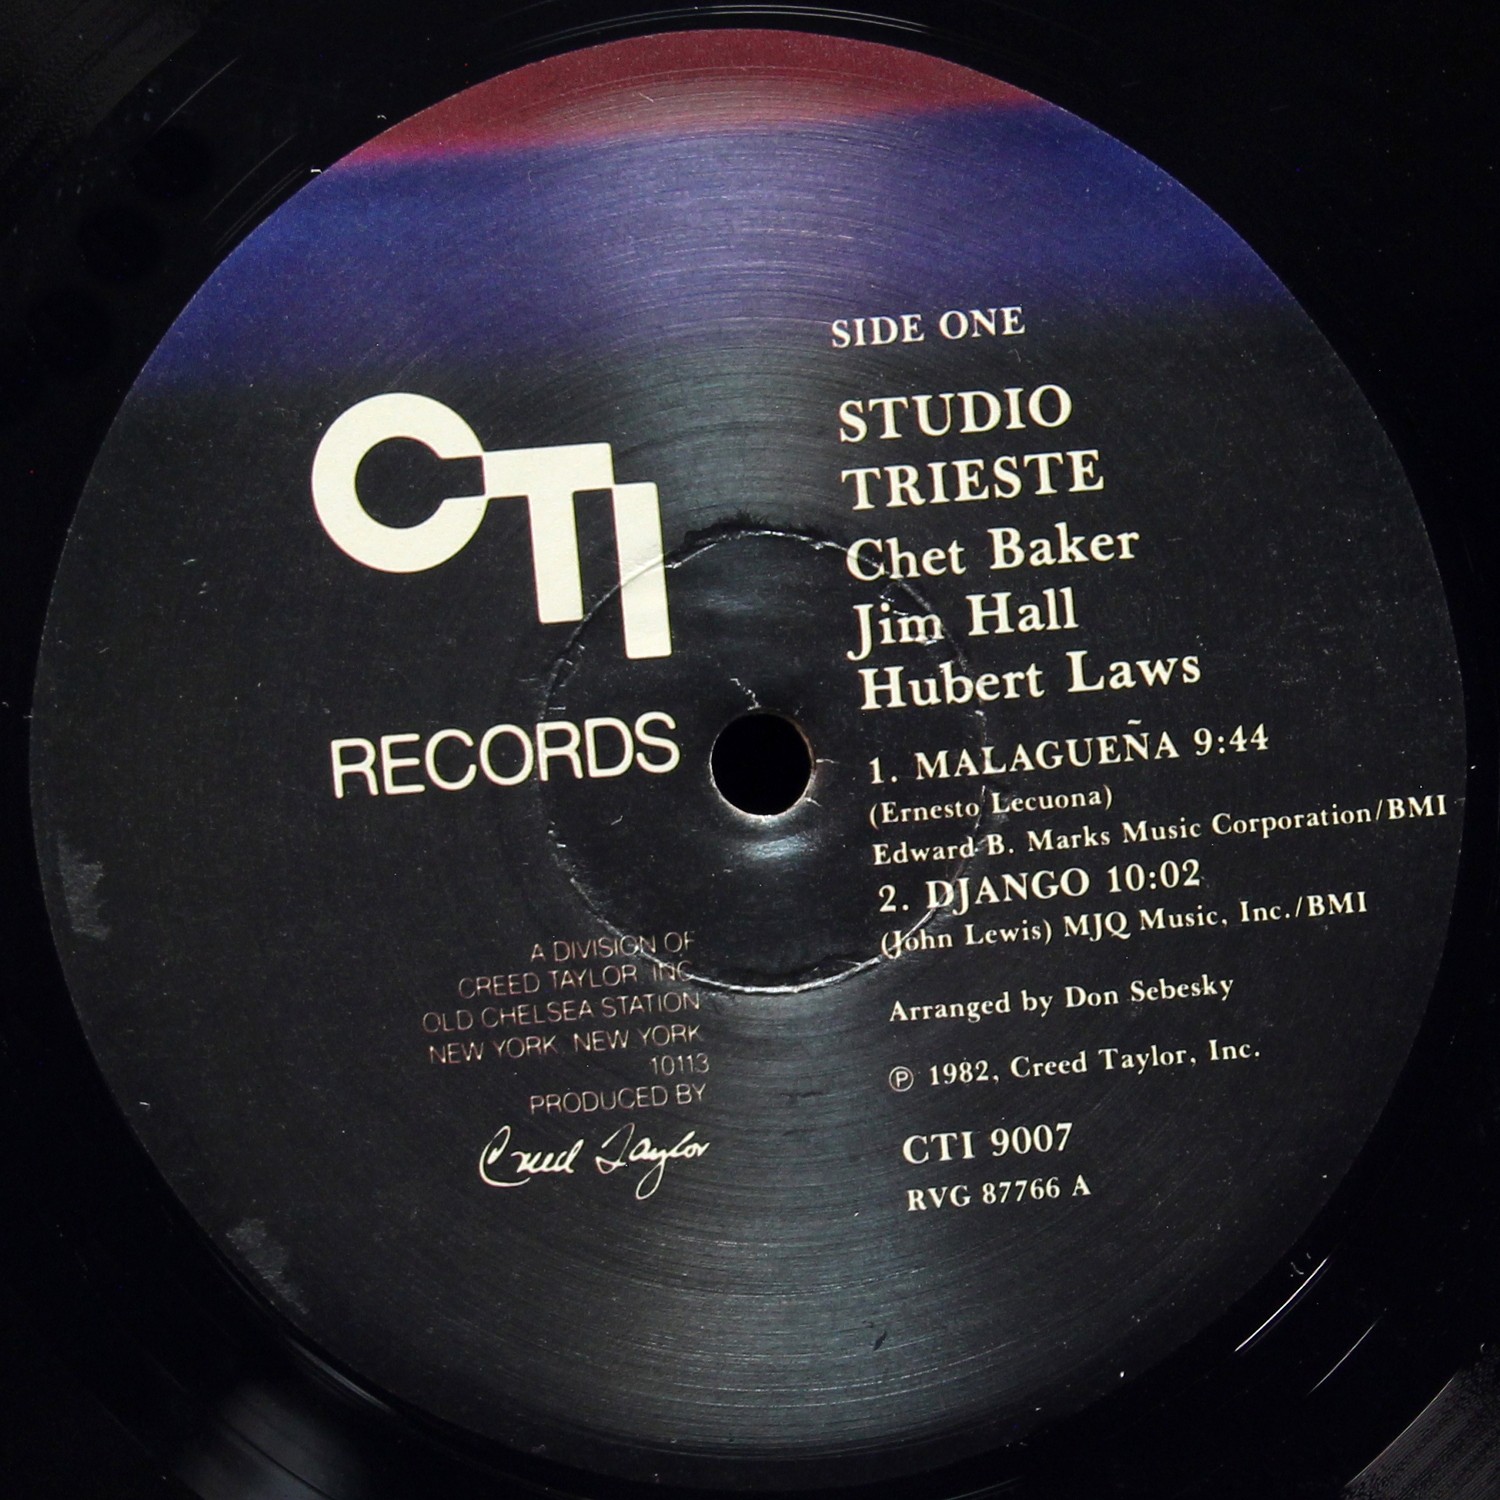 CTI
RECORDS
A DIVISION OF
CREED TAYLOR, INC.
OLD CHELSEA STATION
NEW YORK, NEW YORK
10113
PRODUCED BY
Creed Taylor
SIDE ONE
STUDIO
TRIESTE
Chet Baker
Jim Hall
Hubert Laws
1. MALAGUEÑA 9:44
(Ernesto Lecuona)
Edward B. Marks Music Corporation/BMI
2. DJANGO 10:02
(John Lewis) MJQ Music, Inc./BMI
Arranged by Don Sebesky
℗ 1982, Creed Taylor, Inc.
CTI 9007
RVG 87766 A